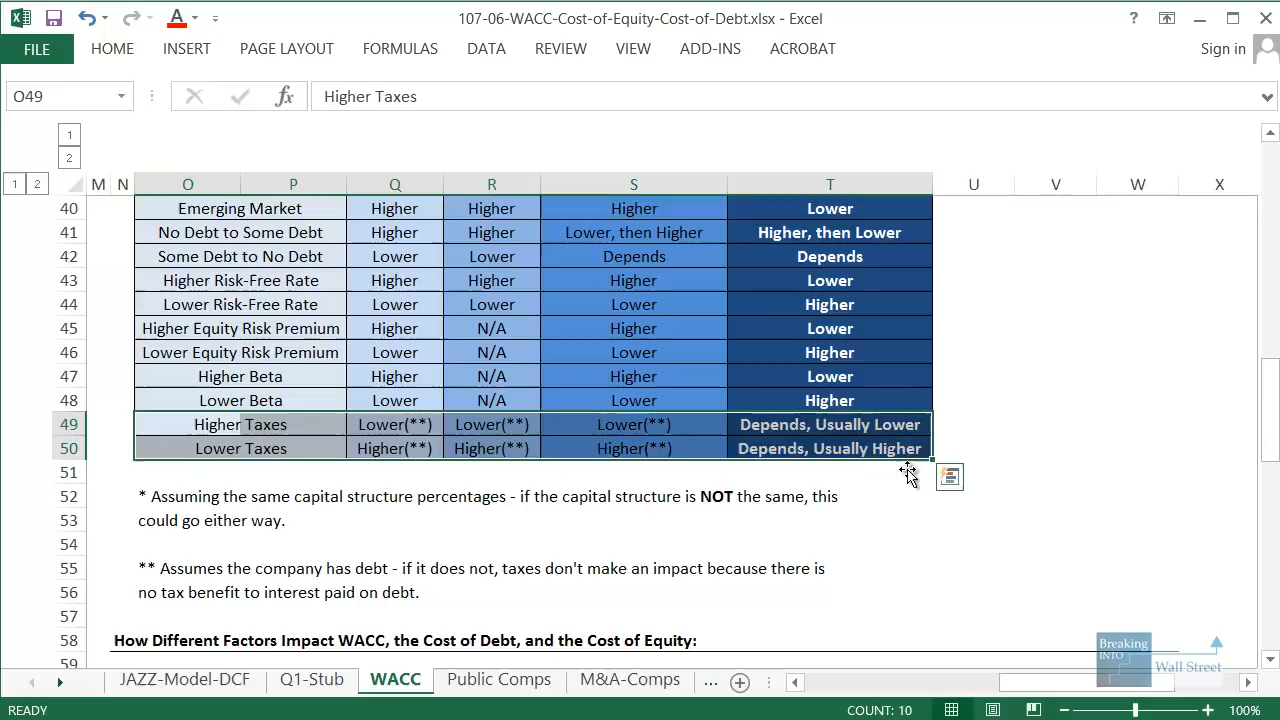 107-06-WACC-Cost-of-Equity-Cost-of-Debt.xlsx - Excel
FILE HOME INSERT PAGE LAYOUT FORMULAS DATA REVIEW VIEW ADD-INS ACROBAT Sign in
O49 fx Higher Taxes
1
2
1 2 M N O P Q R S T U V W X
40 Emerging Market Higher Higher Higher Lower
41 No Debt to Some Debt Higher Higher Lower, then Higher Higher, then Lower
42 Some Debt to No Debt Lower Lower Depends Depends
43 Higher Risk-Free Rate Higher Higher Higher Lower
44 Lower Risk-Free Rate Lower Lower Lower Higher
45 Higher Equity Risk Premium Higher N/A Higher Lower
46 Lower Equity Risk Premium Lower N/A Lower Higher
47 Higher Beta Higher N/A Higher Lower
48 Lower Beta Lower N/A Lower Higher
49 Higher Taxes Lower(**) Lower(**) Lower(**) Depends, Usually Lower
50 Lower Taxes Higher(**) Higher(**) Higher(**) Depends, Usually Higher
51
52 * Assuming the same capital structure percentages - if the capital structure is NOT the same, this
53 could go either way.
54
55 ** Assumes the company has debt - if it does not, taxes don't make an impact because there is
56 no tax benefit to interest paid on debt.
57
58 How Different Factors Impact WACC, the Cost of Debt, and the Cost of Equity:
59
Breaking
INTO
Wall Street
JAZZ-Model-DCF Q1-Stub WACC Public Comps M&A-Comps ...
READY COUNT: 10 100%